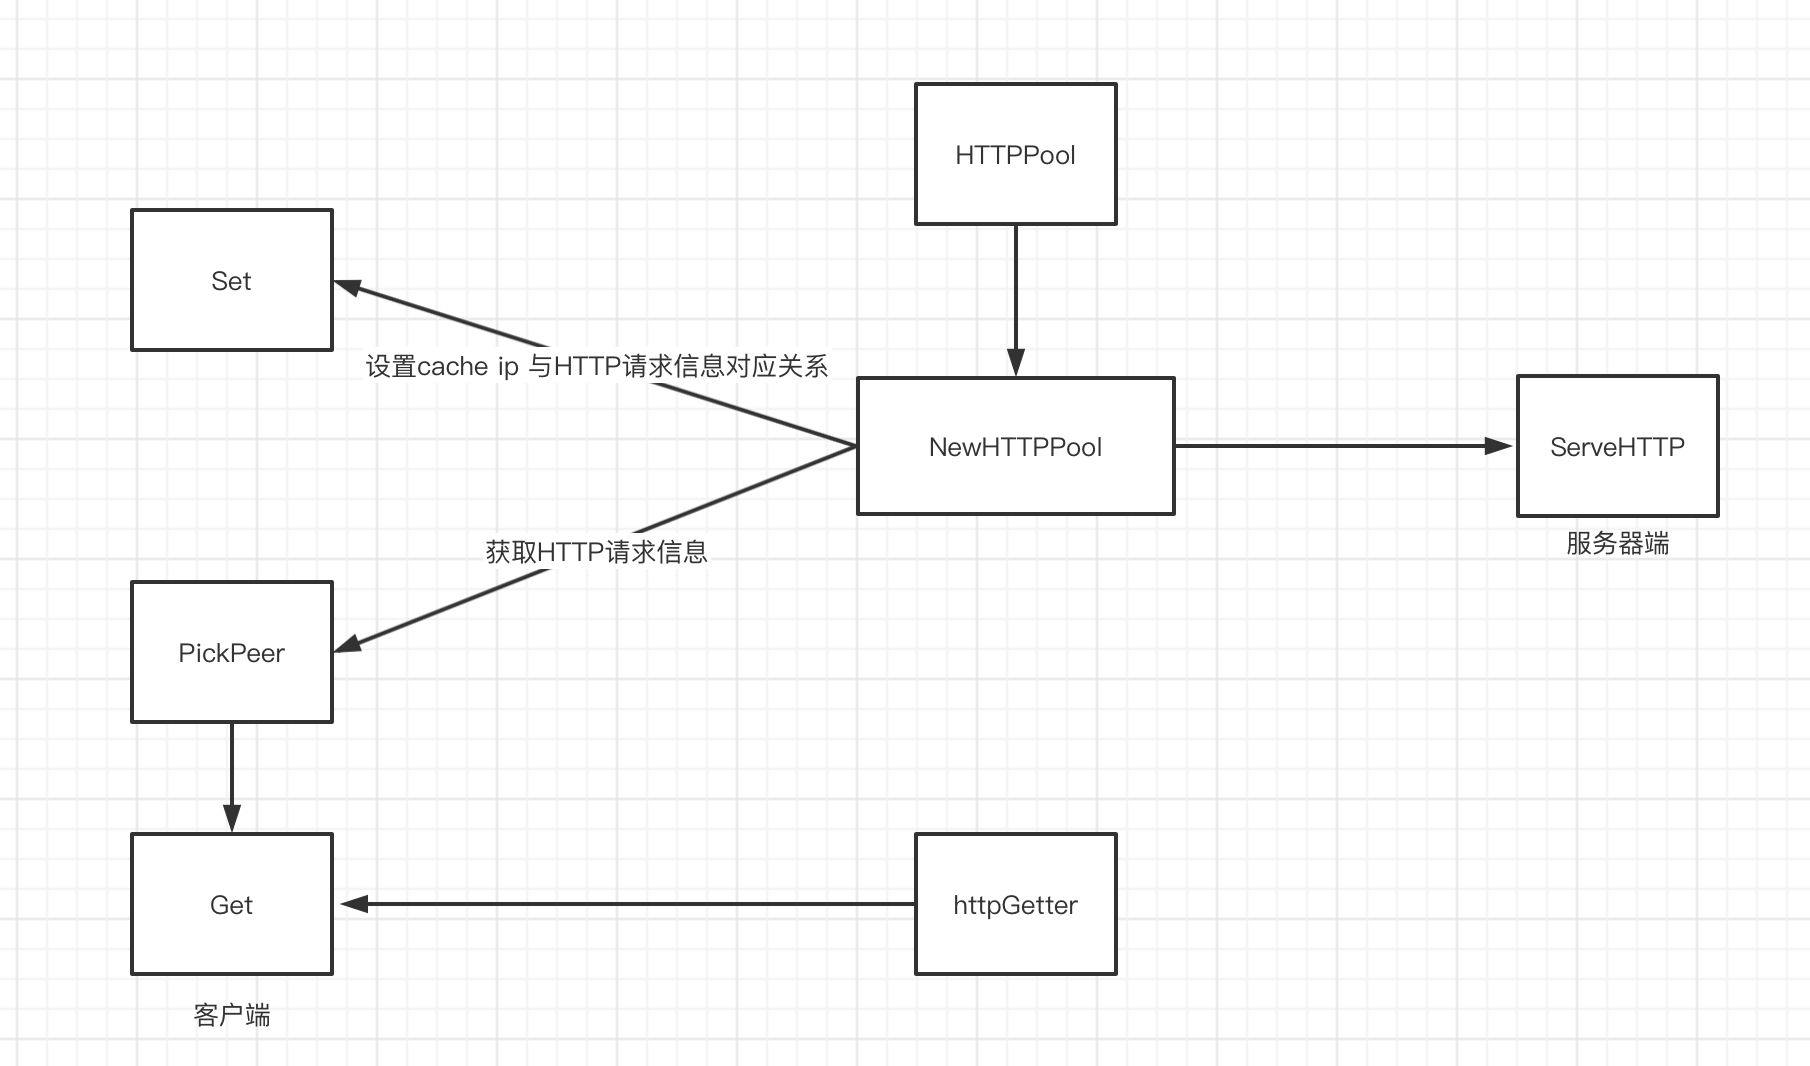 HTTPPool
Set
设置cache ip 与HTTP请求信息对应关系
NewHTTPPool
ServeHTTP
服务器端
获取HTTP请求信息
PickPeer
Get
httpGetter
客户端